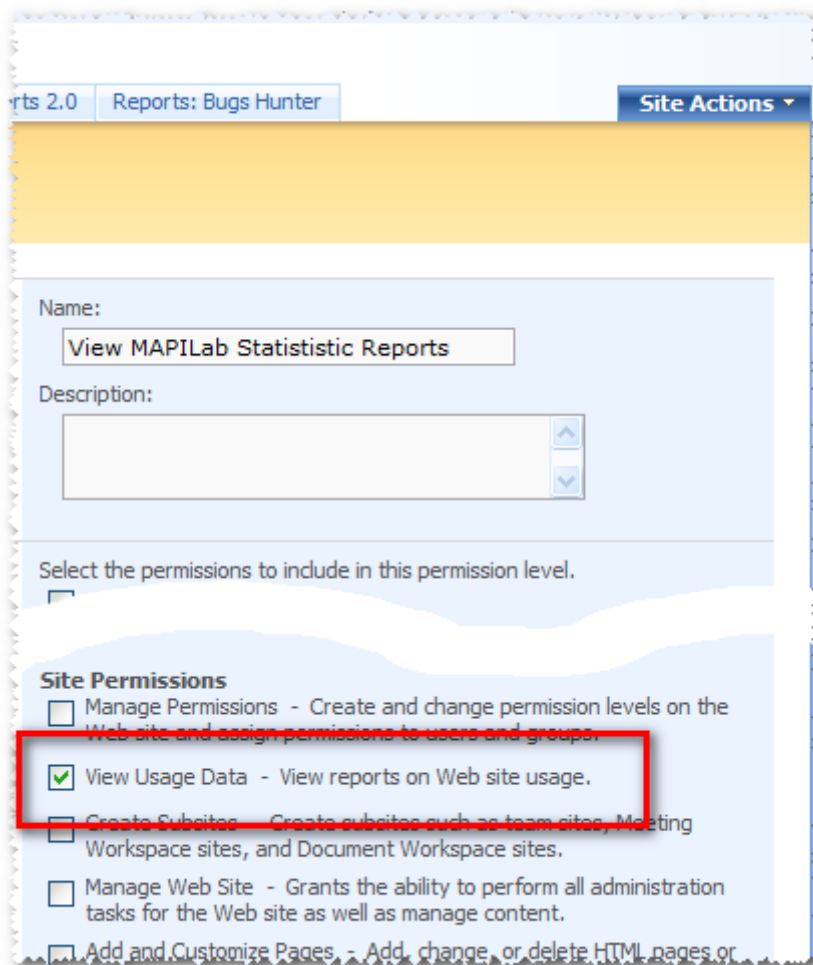 rts 2.0 Reports: Bugs Hunter Site Actions
Name:
View MAPILab Statististic Reports
Description:
Select the permissions to include in this permission level.
Site Permissions
Manage Permissions - Create and change permission levels on the
Web site and assign permissions to users and groups.
View Usage Data - View reports on Web site usage.
Create Subsites - Create subsites such as team sites, Meeting
Workspace sites, and Document Workspace sites.
Manage Web Site - Grants the ability to perform all administration
tasks for the Web site as well as manage content.
Add and Customize Pages - Add, change, or delete HTML pages or